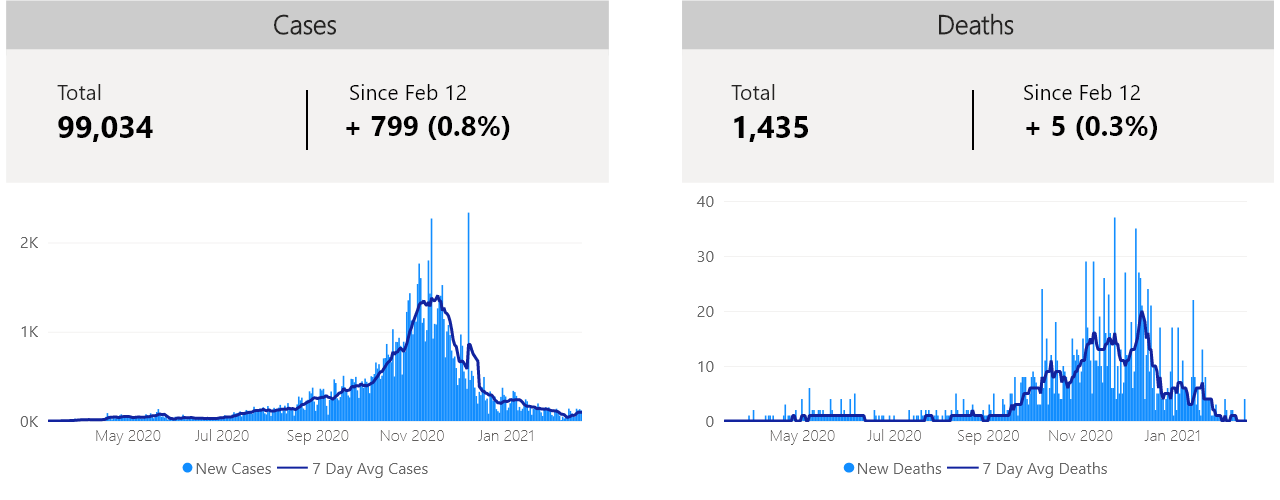 Cases
Total
99,034
Since Feb 12
+ 799 (0.8%)
2K
1K
0K
May 2020 Jul 2020 Sep 2020 Nov 2020 Jan 2021
New Cases 7 Day Avg Cases
Deaths
Total
1,435
Since Feb 12
+ 5 (0.3%)
40
30
20
10
0
May 2020 Jul 2020 Sep 2020 Nov 2020 Jan 2021
New Deaths 7 Day Avg Deaths